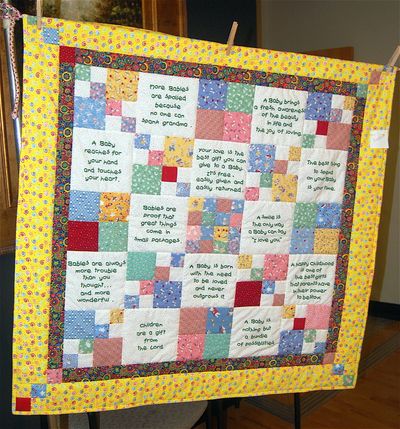 More Babies
are spoiled
because
no one can
spank grandma.
A Baby brings
a fresh awareness
of the beauty
in life and
the joy of loving.
A Baby
reaches for
your hand
and touches
your heart.
Your love is the
best gift you can
give to a Baby.
It's free,
easily given and
easily returned.
The best thing
to spend
on your Baby
is your time.
Babies are
proof that
great things
come in
small packages.
A smile is
the only way
a Baby can say
"I love you."
Babies are always
more trouble
than you
thought...
and more
wonderful
A Baby is born
with the need
to be loved
and never
outgrows it.
A happy childhood
is one of
the best gifts
that parents have
in their power
to bestow.
Children
are a gift
from
the Lord.
A Baby is
nothing but
a bundle
of possibilities